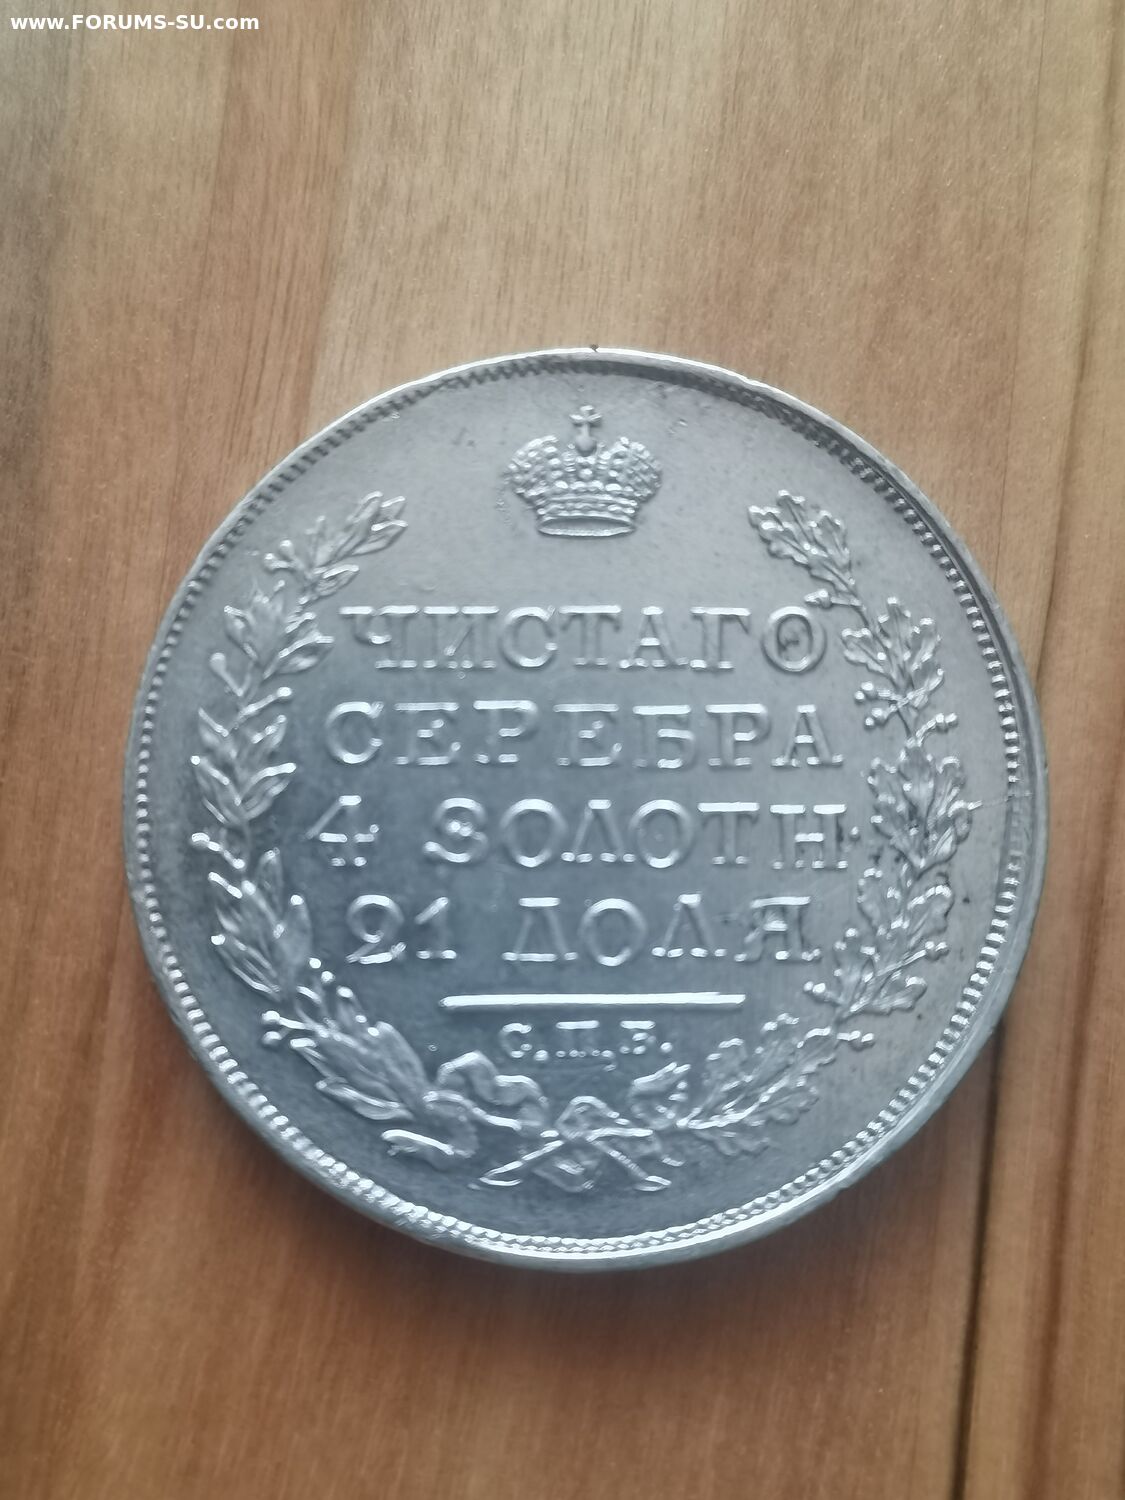 www.FORUMS-SU.com
ЧИСТАГО
СЕРЕБРА
4 ЗОЛОТН.
21 ДОЛЯ
С.П.Б.